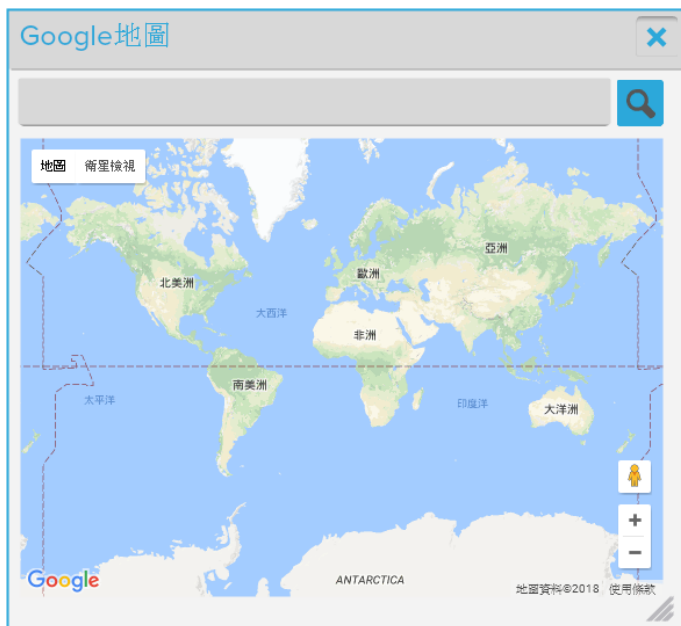 Google地圖
地圖 衛星檢視
亞洲
歐洲
北美洲
大西洋
非洲
南美洲
太平洋
印度洋
大洋洲
Google
ANTARCTICA
地圖資料©2018 使用條款